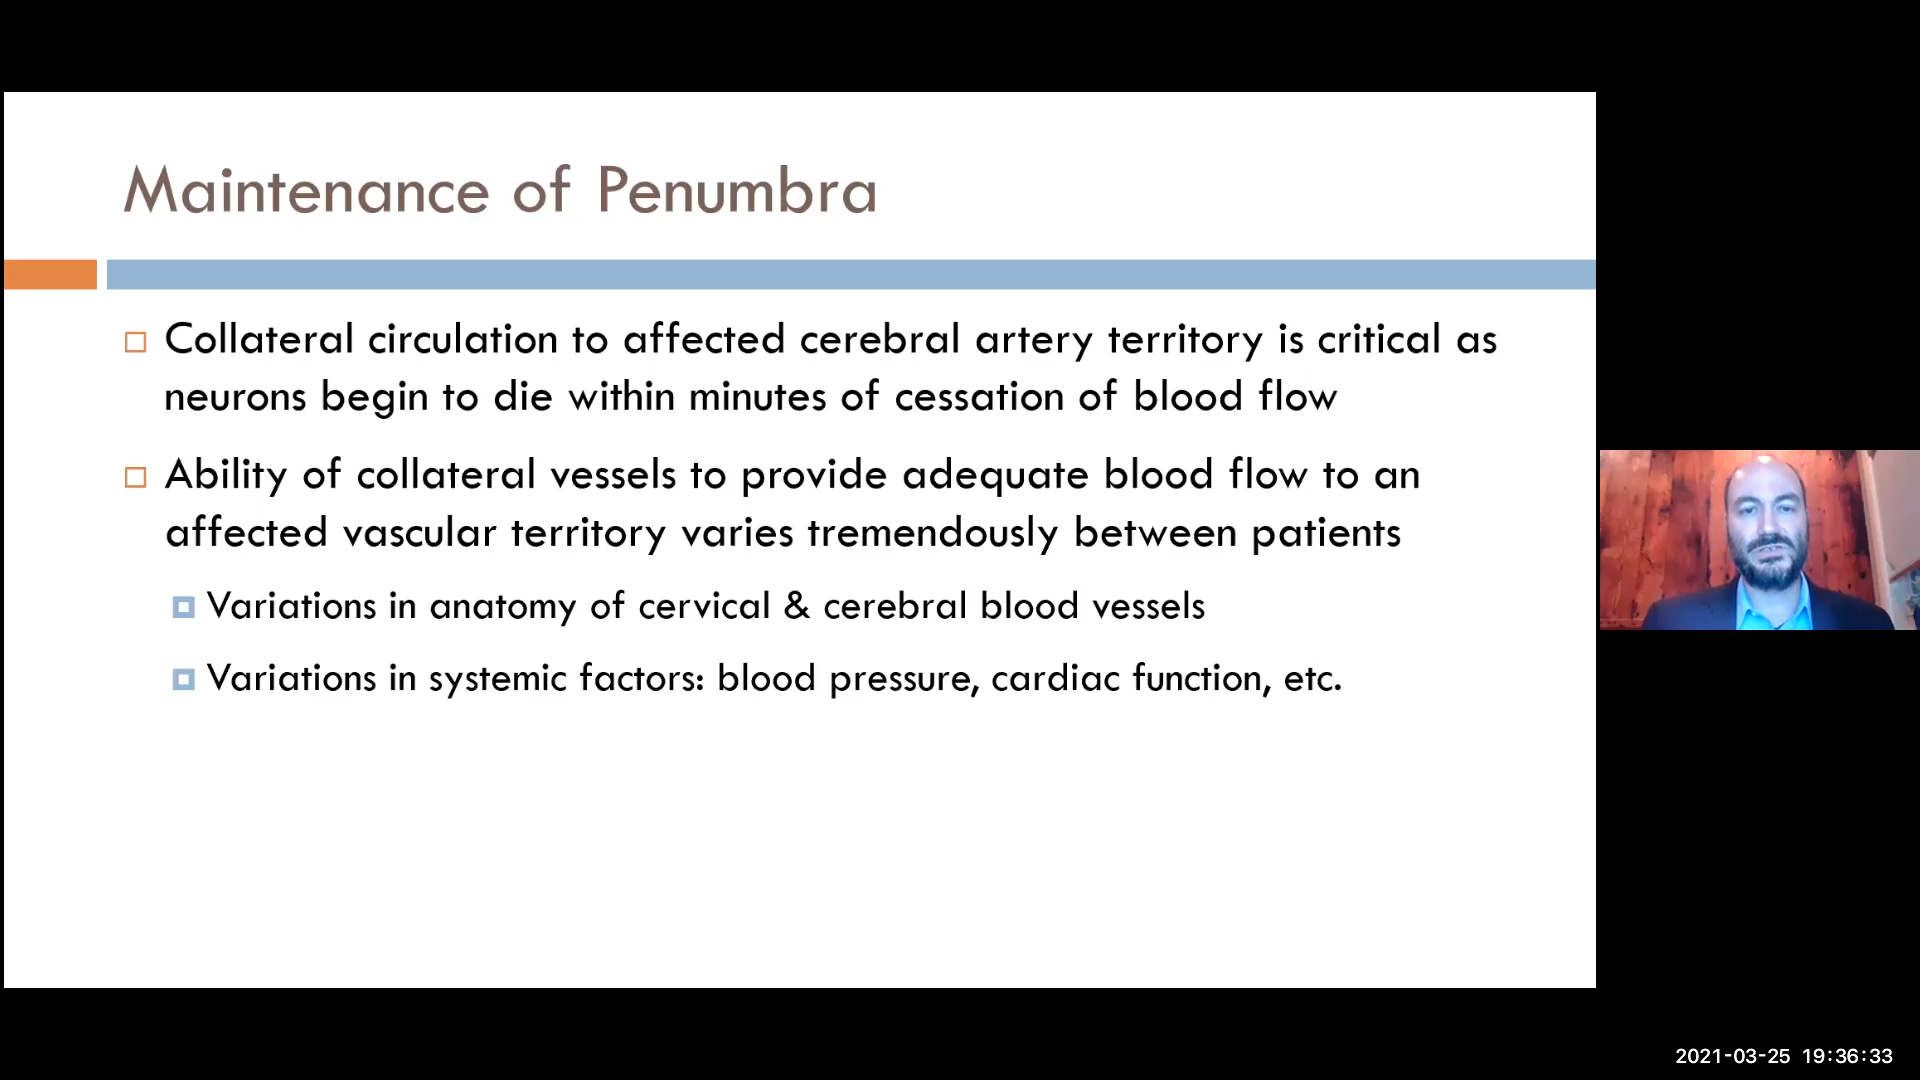 Maintenance of Penumbra
Collateral circulation to affected cerebral artery territory is critical as
neurons begin to die within minutes of cessation of blood flow
Ability of collateral vessels to provide adequate blood flow to an
affected vascular territory varies tremendously between patients
Variations in anatomy of cervical & cerebral blood vessels
Variations in systemic factors: blood pressure, cardiac function, etc.
2021-03-25 19:36:33